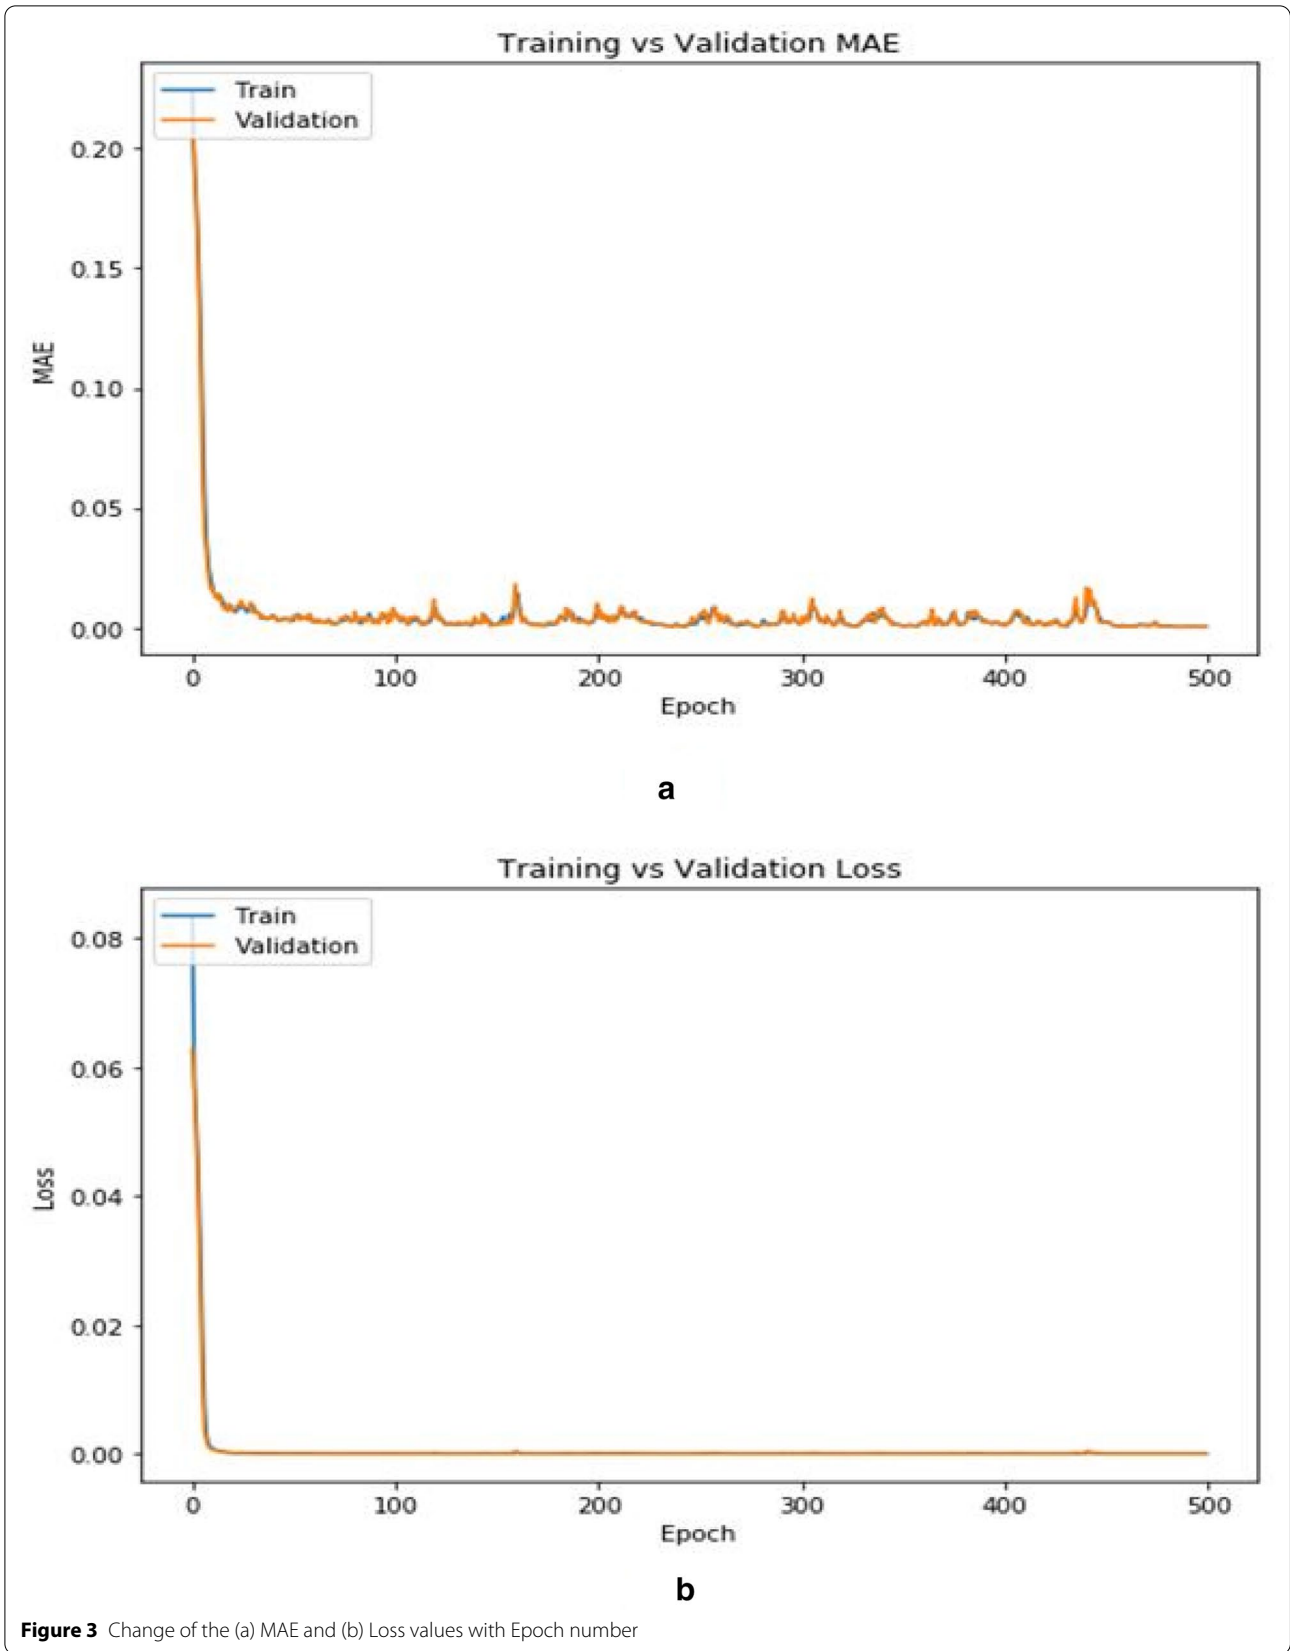 Training vs Validation MAE
Train
Validation
0.20
0.15
0.10
0.05
0.00
MAE
0 100 200 300 400 500
Epoch
a
Training vs Validation Loss
Train
Validation
0.08
0.06
0.04
0.02
0.00
Loss
0 100 200 300 400 500
Epoch
b
Figure 3 Change of the (a) MAE and (b) Loss values with Epoch number